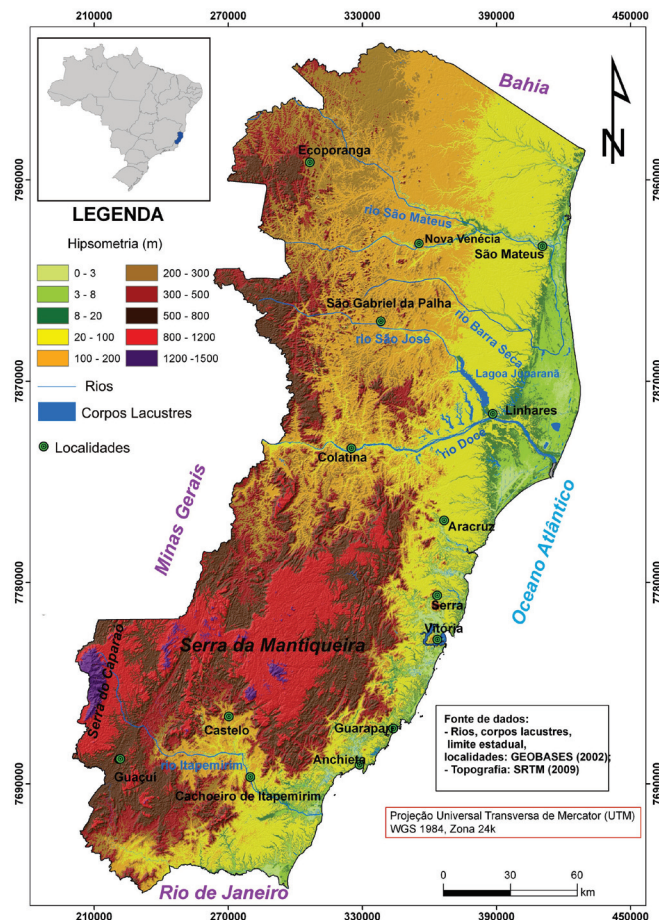 210000 270000 330000 390000 450000
Bahia
N
7960000
7960000
Ecoporanga
LEGENDA
Hipsometria (m)
0 - 3
3 - 8
8 - 20
20 - 100
100 - 200
200 - 300
300 - 500
500 - 800
800 - 1200
1200 -1500
Rios
Corpos Lacustres
Localidades
rio São Mateus
Nova Venécia
São Mateus
São Gabriel da Palha
rio São José
rio Barra Seca
Lagoa Juparanã
7870000
7870000
Linhares
rio Doce
Colatina
Minas Gerais
Oceano Atlântico
Aracruz
7780000
7780000
Serra
Vitória
Serra da Mantiqueira
Serra do Caparaó
Castelo
Guarapari
Anchieta
Guaçuí
rio Itapemirim
Cachoeiro de Itapemirim
7690000
7690000
Fonte de dados:
- Rios, corpos lacustres,
limite estadual,
localidades: GEOBASES (2002);
- Topografia: SRTM (2009)
Projeção Universal Transversa de Mercator (UTM)
WGS 1984, Zona 24k
Rio de Janeiro
0 30 60
km
210000 270000 330000 390000 450000